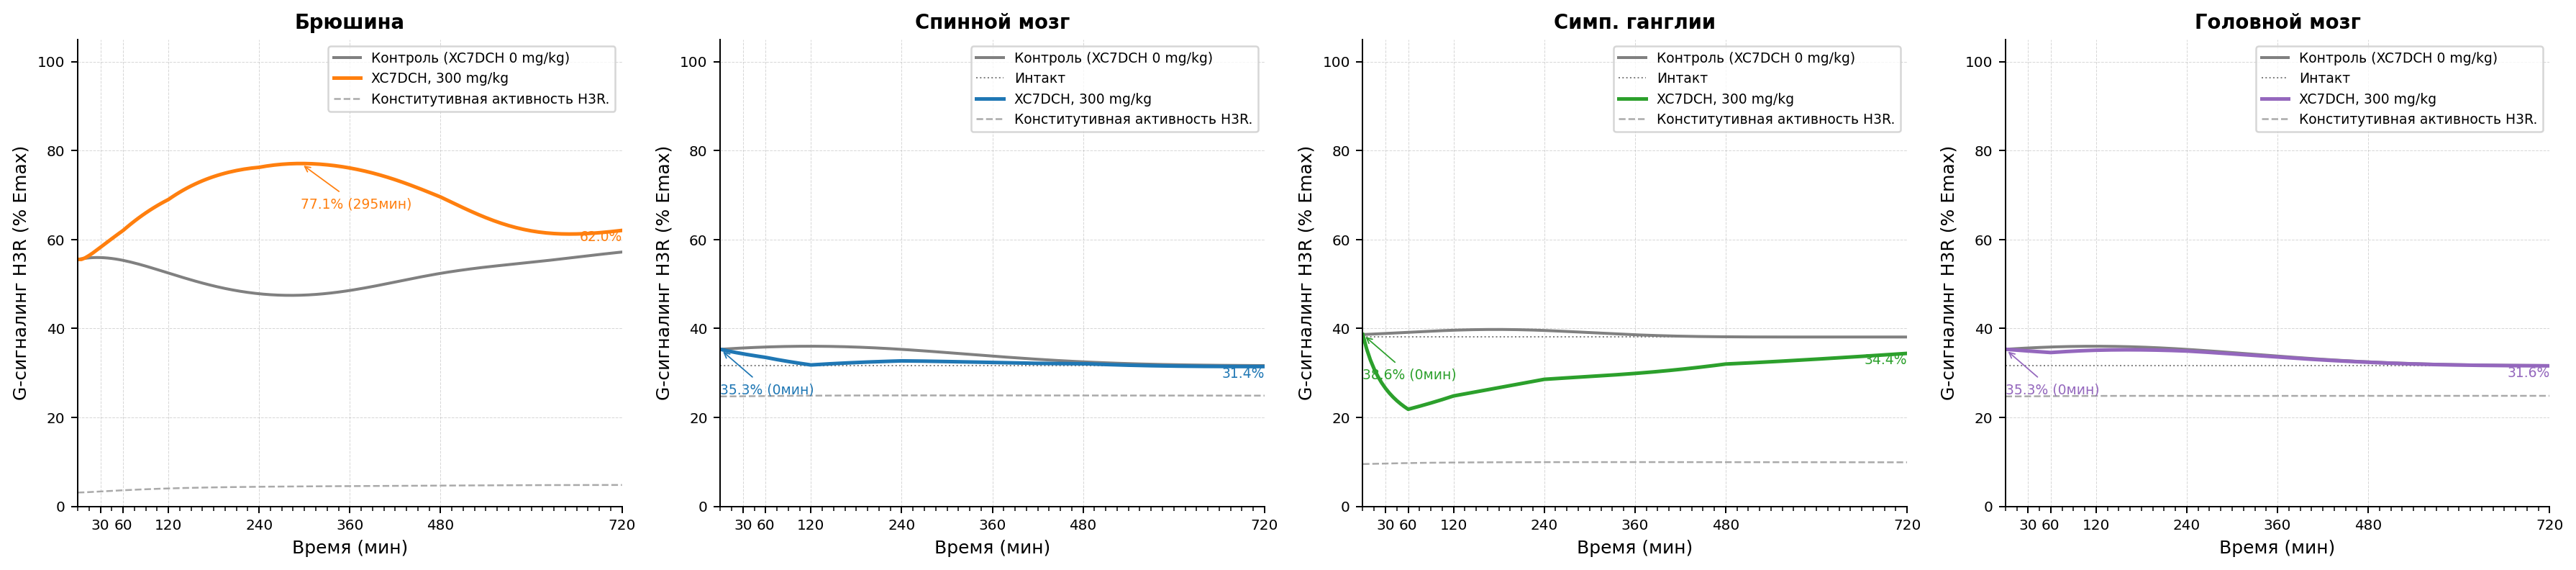 Брюшина
G-сигналинг H3R (% Emax)
100
80
60
40
20
0
Контроль (XC7DCH 0 mg/kg)
XC7DCH, 300 mg/kg
Конститутивная активность H3R.
77.1% (295мин)
62.0%
30 60 120 240 360 480 720
Время (мин)
Спинной мозг
G-сигналинг H3R (% Emax)
100
80
60
40
20
0
Контроль (XC7DCH 0 mg/kg)
Интакт
XC7DCH, 300 mg/kg
Конститутивная активность H3R.
35.3% (0мин)
31.4%
30 60 120 240 360 480 720
Время (мин)
Симп. ганглии
G-сигналинг H3R (% Emax)
100
80
60
40
20
0
Контроль (XC7DCH 0 mg/kg)
Интакт
XC7DCH, 300 mg/kg
Конститутивная активность H3R.
38.6% (0мин)
34.4%
30 60 120 240 360 480 720
Время (мин)
Головной мозг
G-сигналинг H3R (% Emax)
100
80
60
40
20
0
Контроль (XC7DCH 0 mg/kg)
Интакт
XC7DCH, 300 mg/kg
Конститутивная активность H3R.
35.3% (0мин)
31.6%
30 60 120 240 360 480 720
Время (мин)